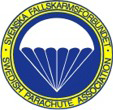 SVENSKA FALLSKÄRMSFÖRBUNDET
SWEDISH PARACHUTE ASSOCIATION